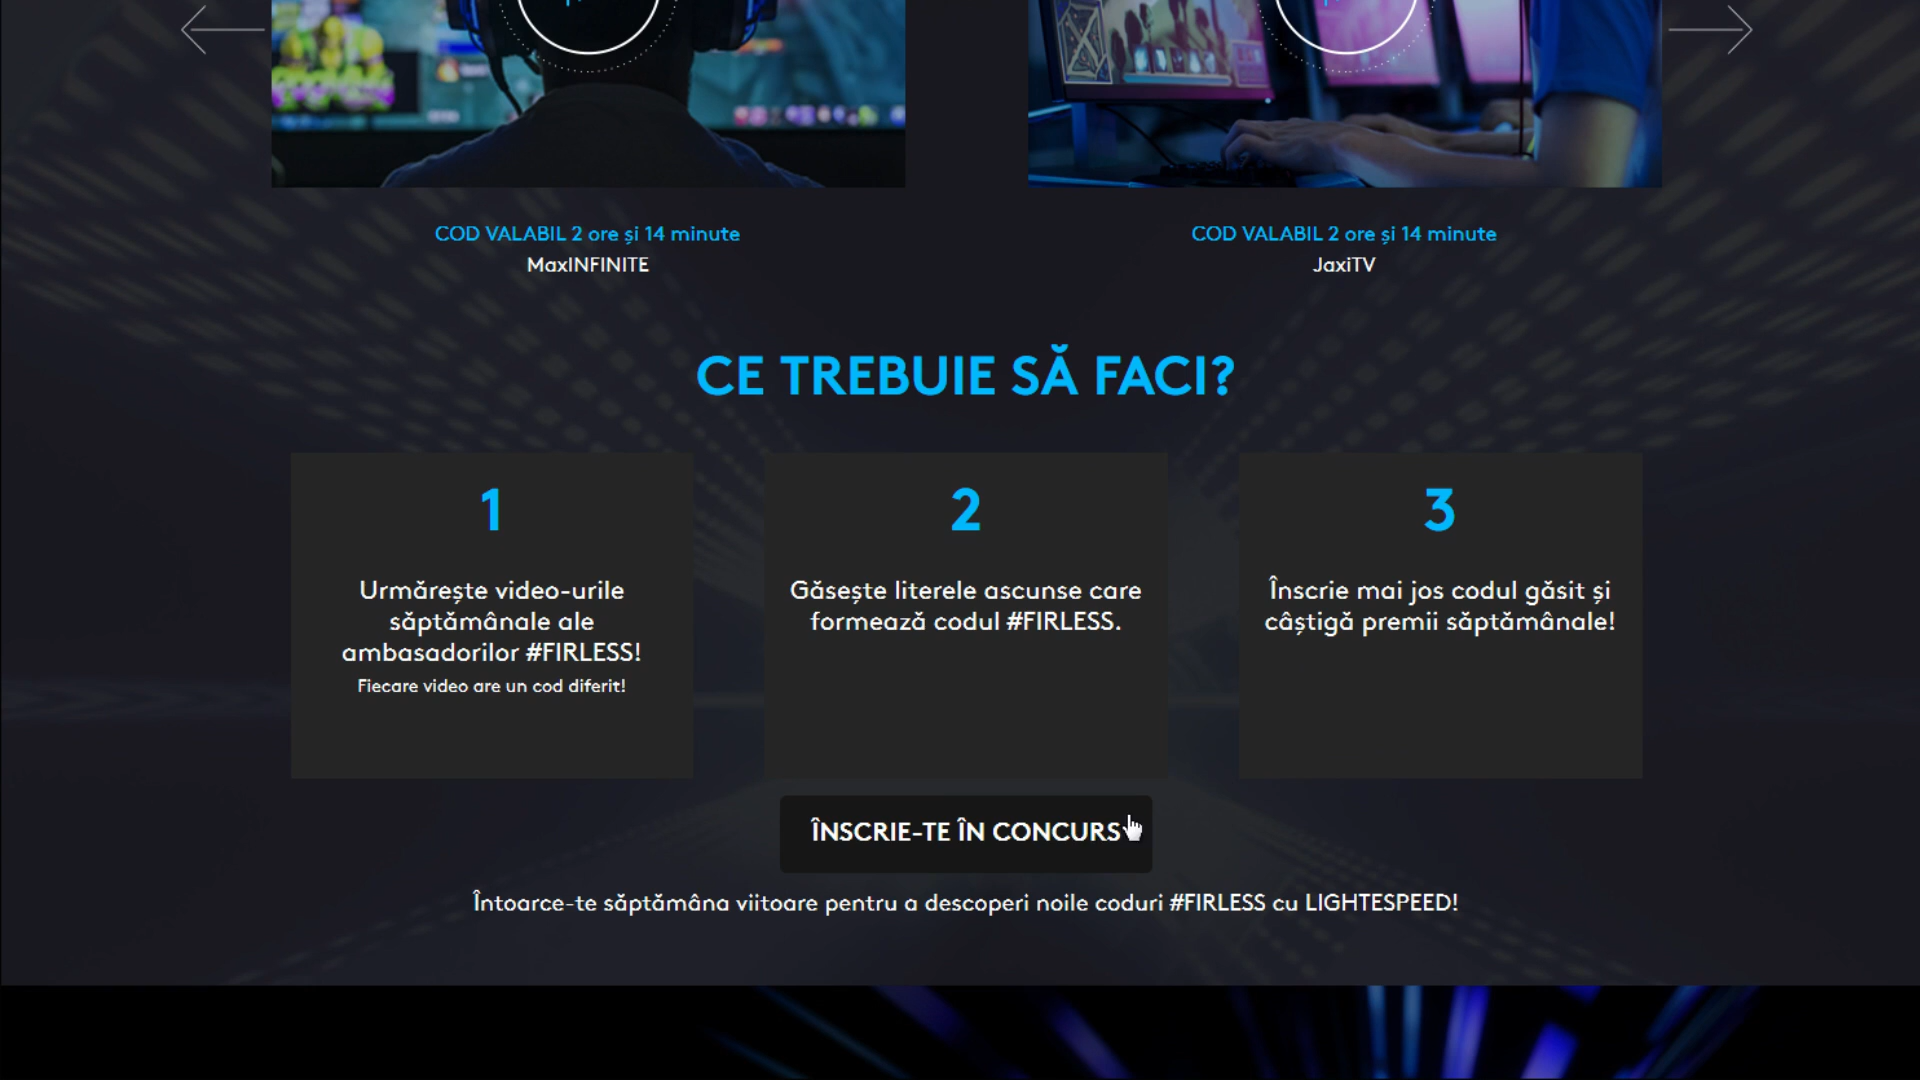 COD VALABIL 2 ore și 14 minute
MaxINFINITE
COD VALABIL 2 ore și 14 minute
JaxiTV
CE TREBUIE SĂ FACI?
1
Urmărește video-urile
săptămânale ale
ambasadorilor #FIRLESS!
Fiecare video are un cod diferit!
2
Găsește literele ascunse care
formează codul #FIRLESS.
3
Înscrie mai jos codul găsit și
câștigă premii săptămânale!
ÎNSCRIE-TE ÎN CONCURS
Întoarce-te săptămâna viitoare pentru a descoperi noile coduri #FIRLESS cu LIGHTESPEED!